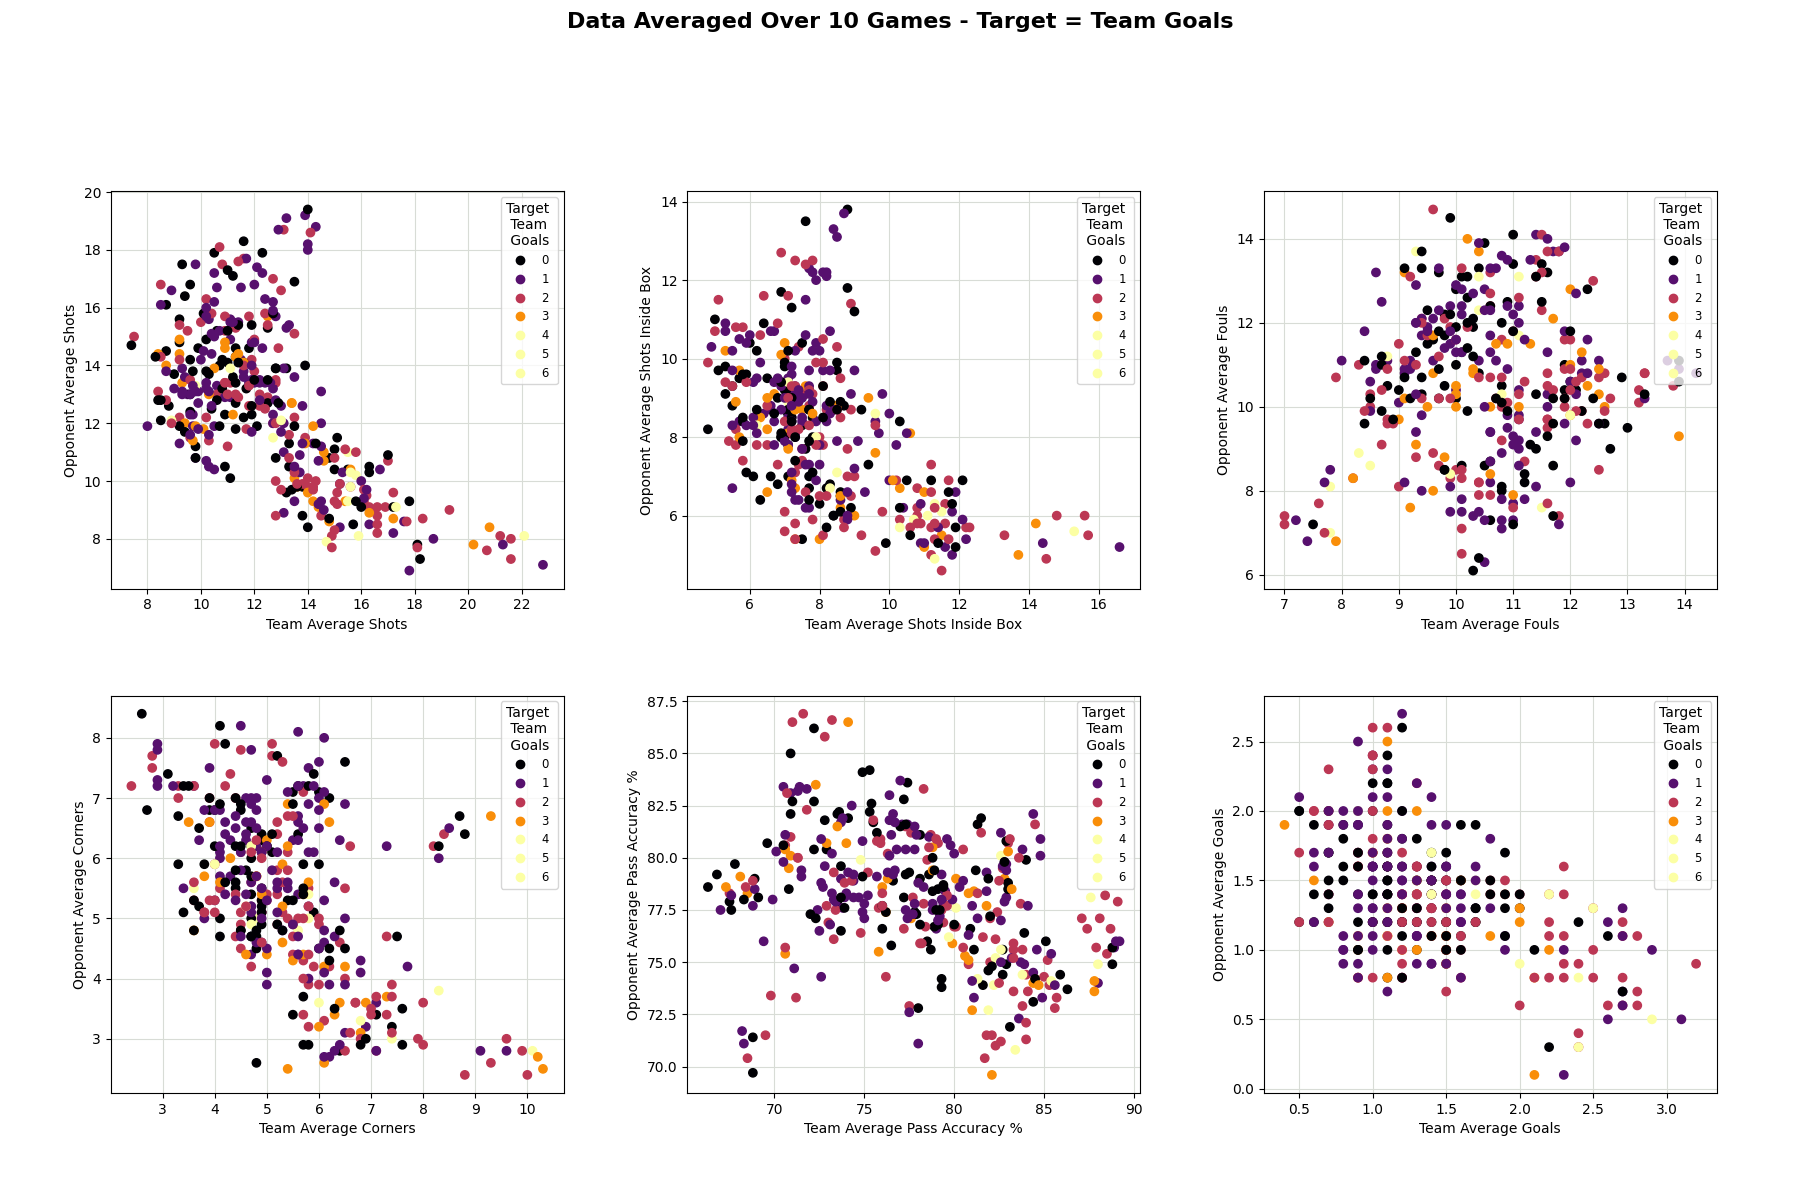 Data Averaged Over 10 Games - Target = Team Goals
Opponent Average Shots
20
18
16
14
12
10
8
8 10 12 14 16 18 20 22
Team Average Shots
Target
Team
Goals
0
1
2
3
4
5
6
Opponent Average Shots Inside Box
14
12
10
8
6
6 8 10 12 14 16
Team Average Shots Inside Box
Target
Team
Goals
0
1
2
3
4
5
6
Opponent Average Fouls
14
12
10
8
6
7 8 9 10 11 12 13 14
Team Average Fouls
Target
Team
Goals
0
1
2
3
4
5
6
Opponent Average Corners
8
7
6
5
4
3
3 4 5 6 7 8 9 10
Team Average Corners
Target
Team
Goals
0
1
2
3
4
5
6
Opponent Average Pass Accuracy %
87.5
85.0
82.5
80.0
77.5
75.0
72.5
70.0
70 75 80 85 90
Team Average Pass Accuracy %
Target
Team
Goals
0
1
2
3
4
5
6
Opponent Average Goals
2.5
2.0
1.5
1.0
0.5
0.0
0.5 1.0 1.5 2.0 2.5 3.0
Team Average Goals
Target
Team
Goals
0
1
2
3
4
5
6